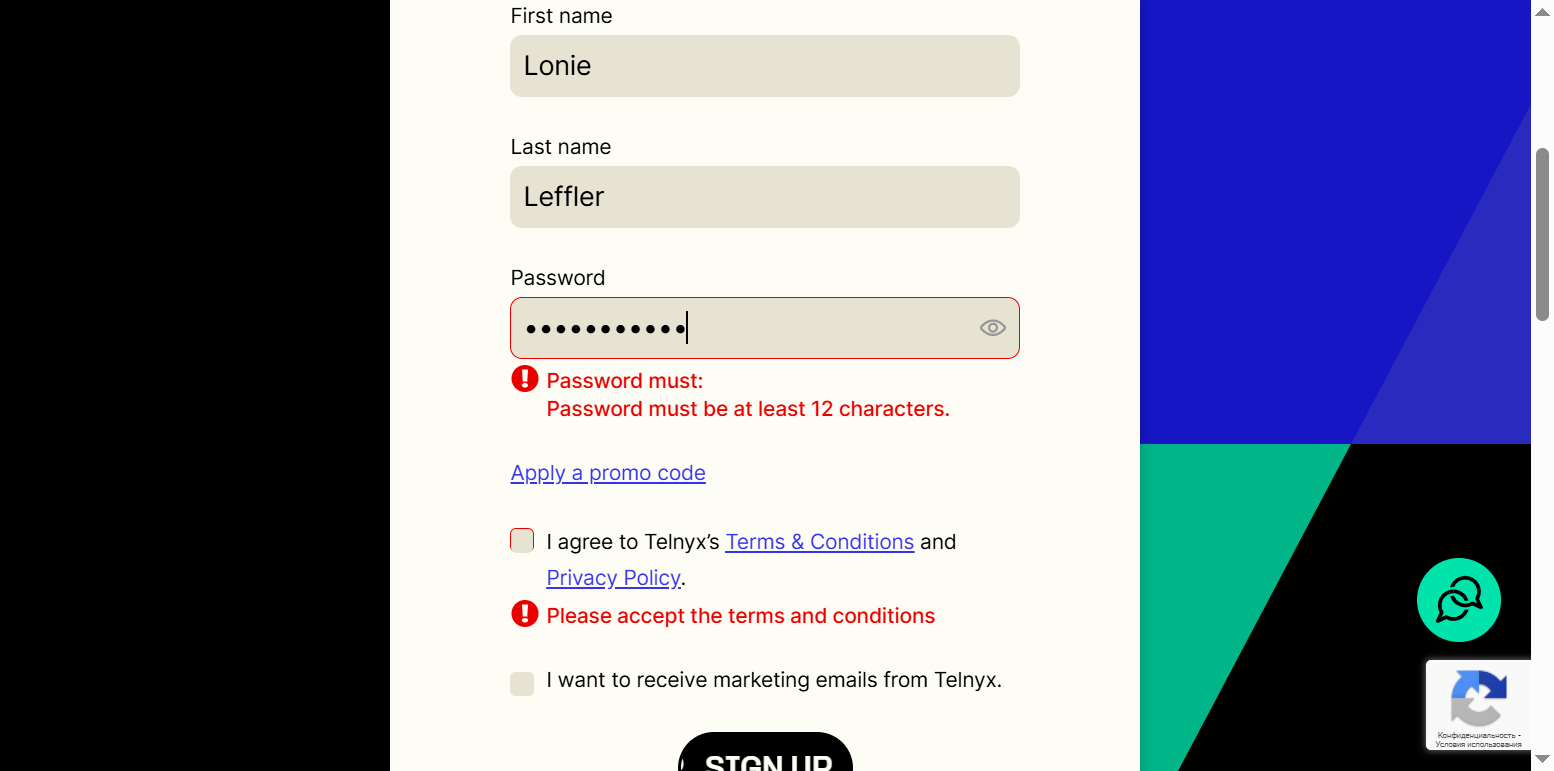 First name
Lonie
Last name
Leffler
Password
•••••••••••
Password must:
Password must be at least 12 characters.
Apply a promo code
I agree to Telnyx’s Terms & Conditions and
Privacy Policy.
Please accept the terms and conditions
I want to receive marketing emails from Telnyx.
SIGN UP
Конфиденциальность -
Условия использования